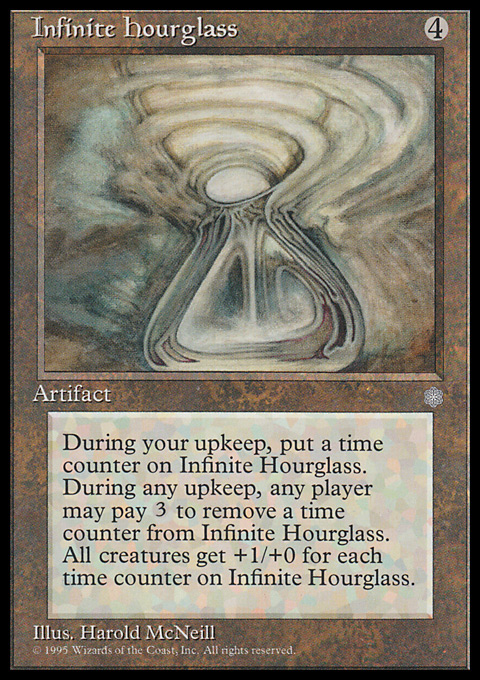 Infinite Hourglass 4
Artifact
During your upkeep, put a time
counter on Infinite Hourglass.
During any upkeep, any player
may pay 3 to remove a time
counter from Infinite Hourglass.
All creatures get +1/+0 for each
time counter on Infinite Hourglass.
Illus. Harold McNeill
© 1995 Wizards of the Coast, Inc. All rights reserved.